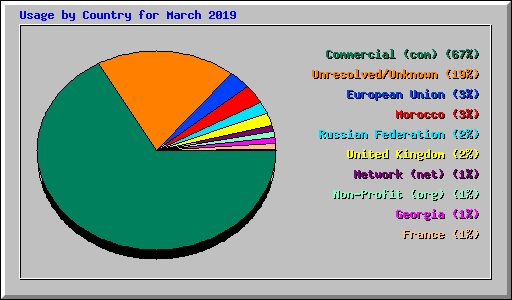 Usage by Country for March 2019
Commercial (com) (67%)
Unresolved/Unknown (19%)
European Union (3%)
Morocco (3%)
Russian Federation (2%)
United Kingdom (2%)
Network (net) (1%)
Non-Profit (org) (1%)
Georgia (1%)
France (1%)